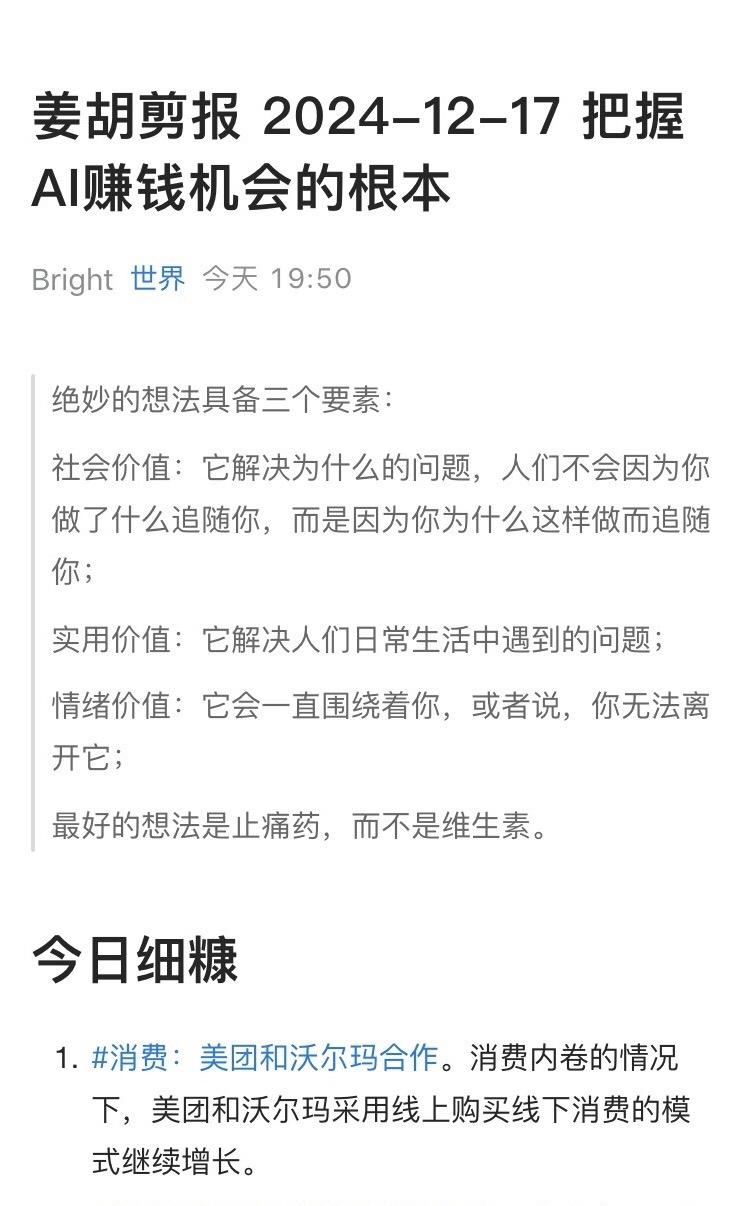 姜胡剪报 2024-12-17 把握
AI赚钱机会的根本
Bright 世界 今天 19:50
绝妙的想法具备三个要素：
社会价值：它解决为什么的问题，人们不会因为你
做了什么追随你，而是因为你为什么这样做而追随
你；
实用价值：它解决人们日常生活中遇到的问题；
情绪价值：它会一直围绕着你，或者说，你无法离
开它；
最好的想法是止痛药，而不是维生素。
今日细糠
1. #消费：美团和沃尔玛合作。消费内卷的情况
下，美团和沃尔玛采用线上购买线下消费的模
式继续增长。